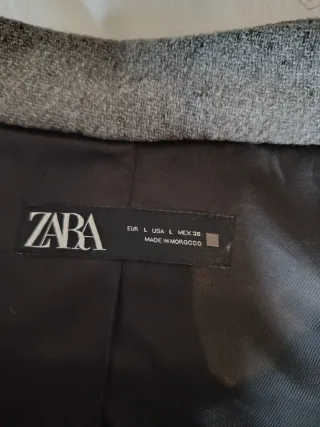 ZARA
EUR L USA L MEX 30
MADE IN MOROCCO